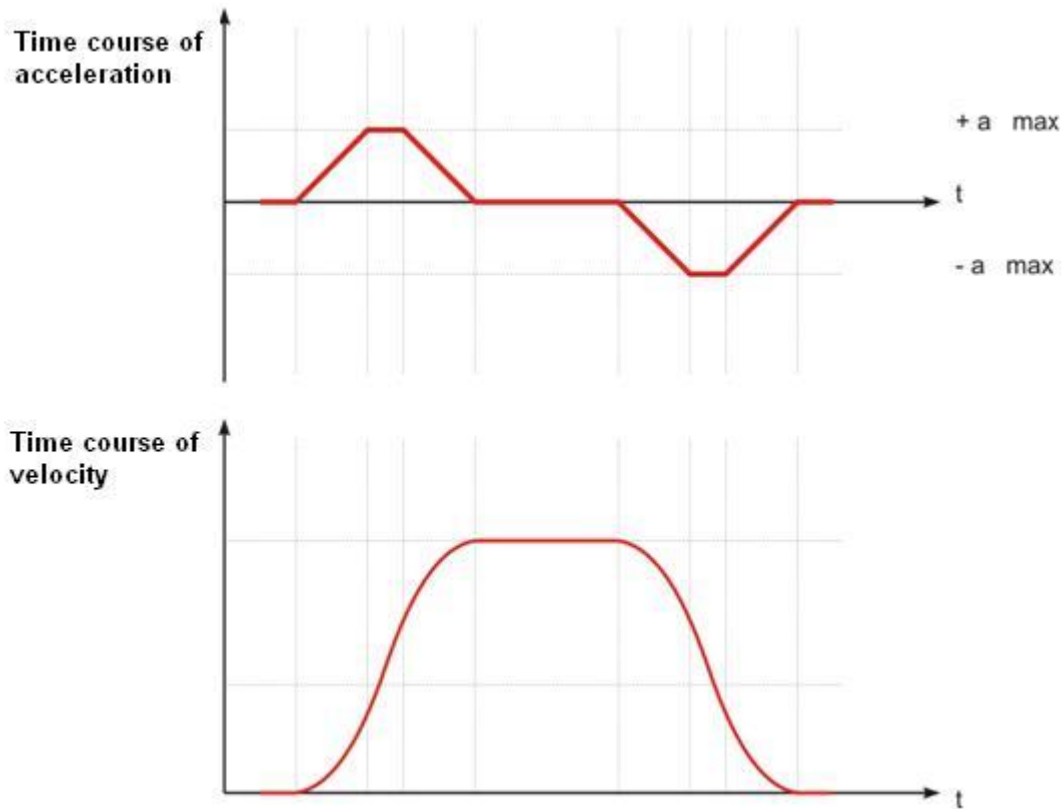 Time course of
acceleration
+ a max
t
- a max
Time course of
velocity
t